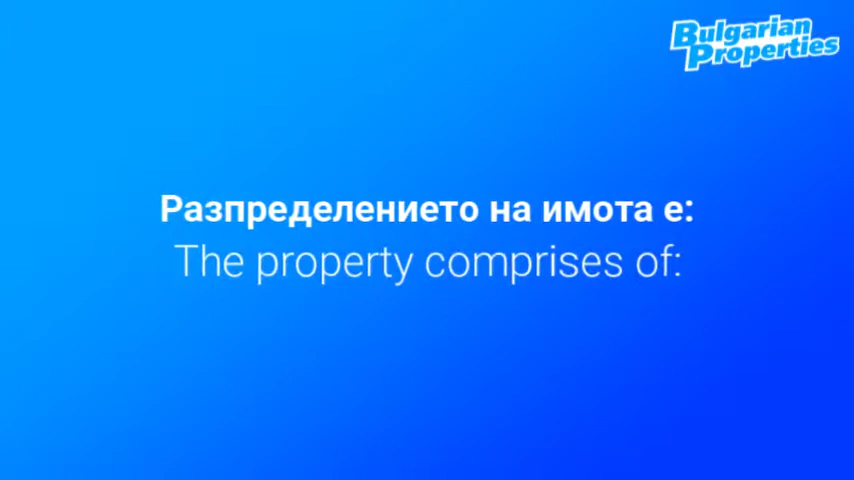 Bulgarian
Properties
Разпределението на имота е:
The property comprises of: